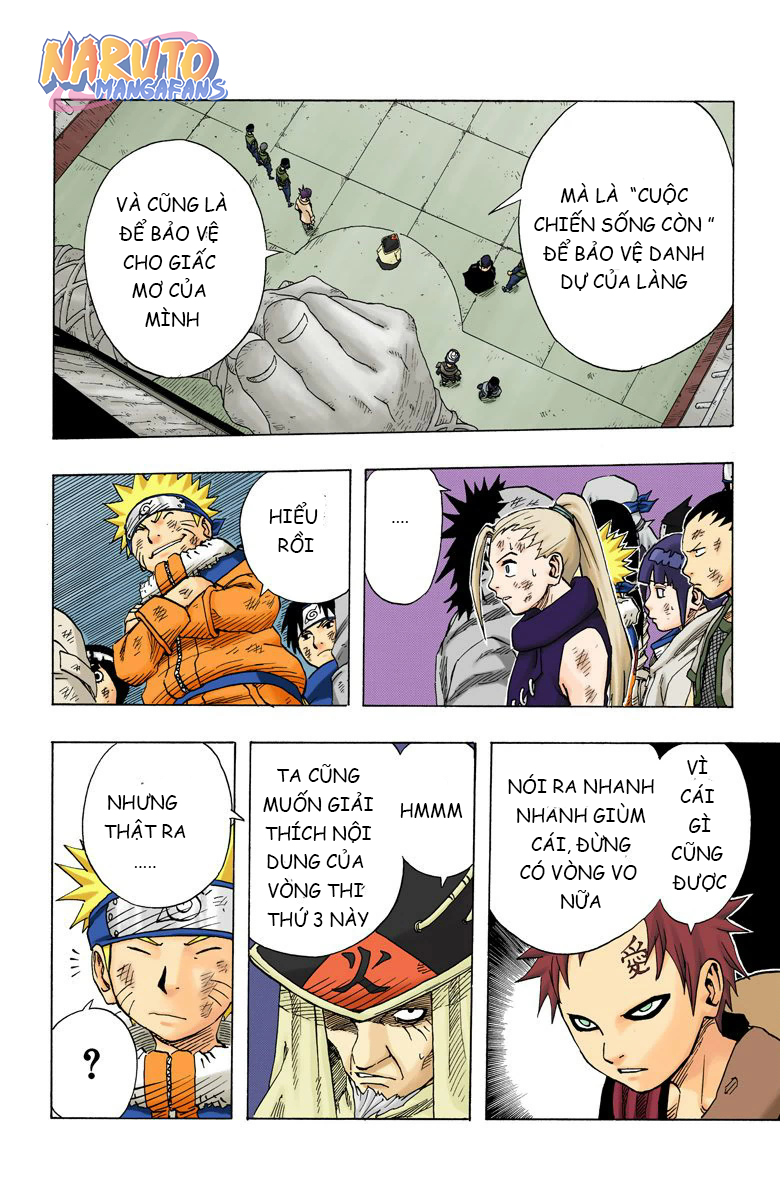 NARUTO
MANGAFANS
MÀ LÀ “CUỘC
CHIẾN SỐNG CÒN ”
ĐỂ BẢO VỆ DANH
DỰ CỦA LÀNG
VÀ CŨNG LÀ
ĐỂ BẢO VỆ
CHO GIẤC
MƠ CỦA
MÌNH
....
HIỂU
RỒI
VÌ
CÁI
GÌ
CŨNG
ĐƯỢC
NÓI RA NHANH
NHANH GIÙM
CÁI, ĐỪNG
CÓ VÒNG VO
NỮA
愛
HMMM
TA CŨNG
MUỐN GIẢI
THÍCH NỘI
DUNG CỦA
VÒNG THI
THỨ 3 NÀY
火
NHƯNG
THẬT RA
.....
?